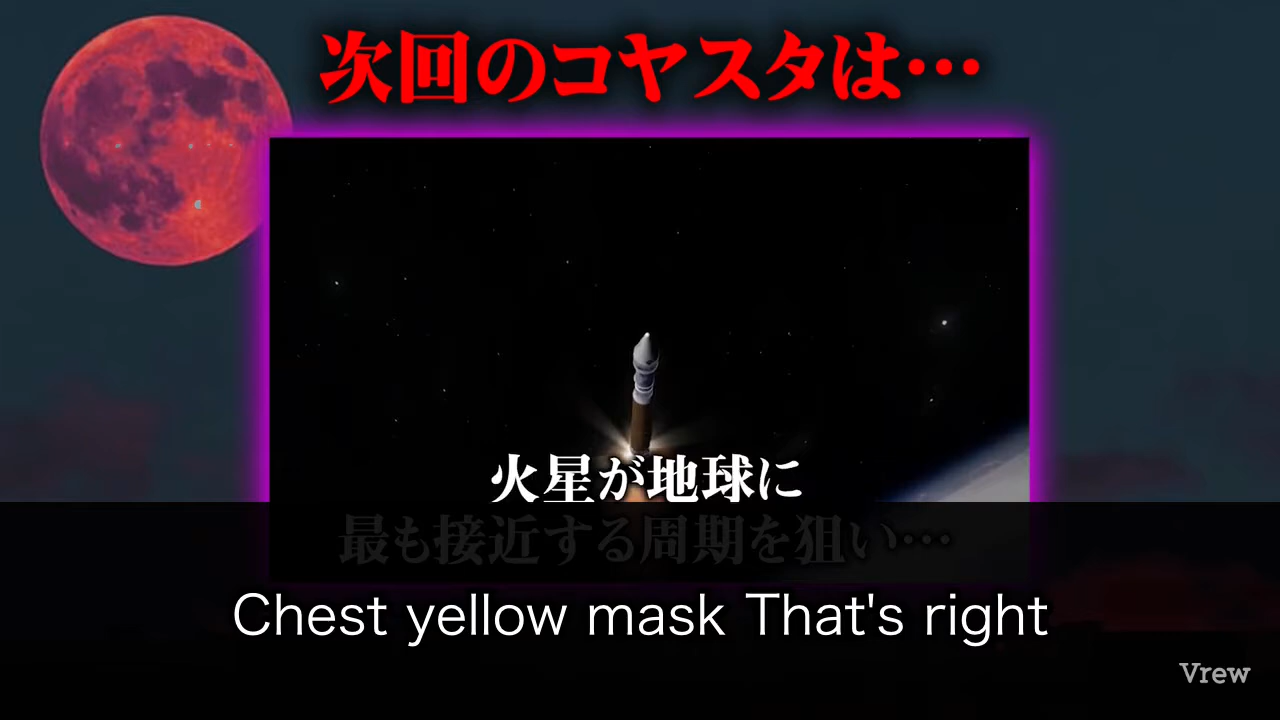 次回のコヤスタは…
火星が地球に
最も接近する周期を狙い…
Chest yellow mask That's right
Vrew